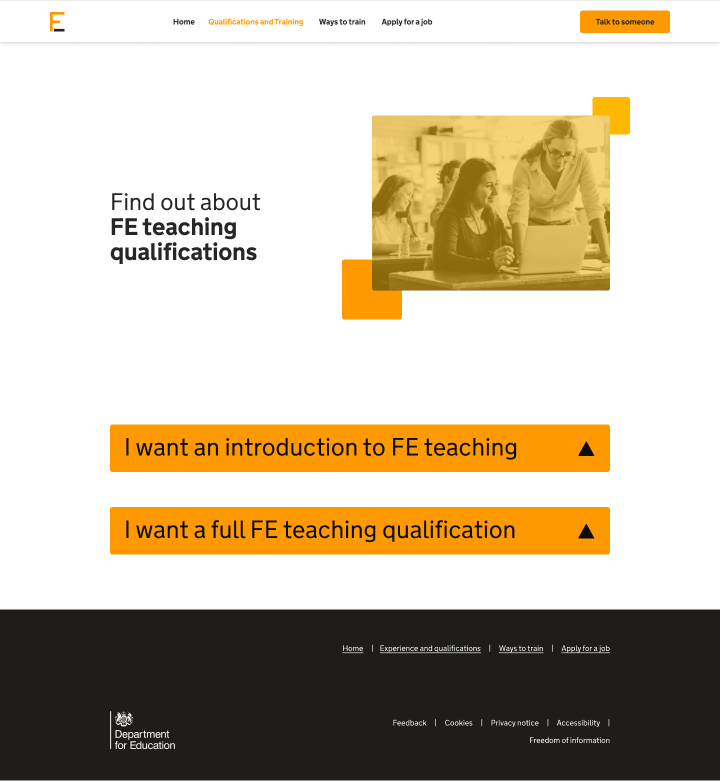 E
Home Qualifications and Training Ways to train Apply for a job Talk to someone
Find out about
FE teaching
qualifications
I want an introduction to FE teaching
I want a full FE teaching qualification
Home | Experience and qualifications | Ways to train | Apply for a job
Department
for Education
Feedback | Cookies | Privacy notice | Accessibility |
Freedom of information